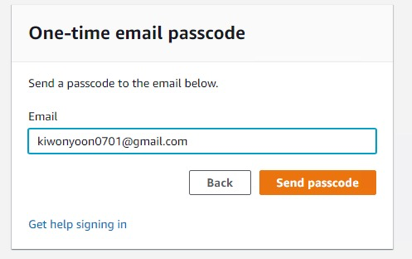 One-time email passcode
Send a passcode to the email below.
Email
kiwonyoon0701@gmail.com
Back
Send passcode
Get help signing in